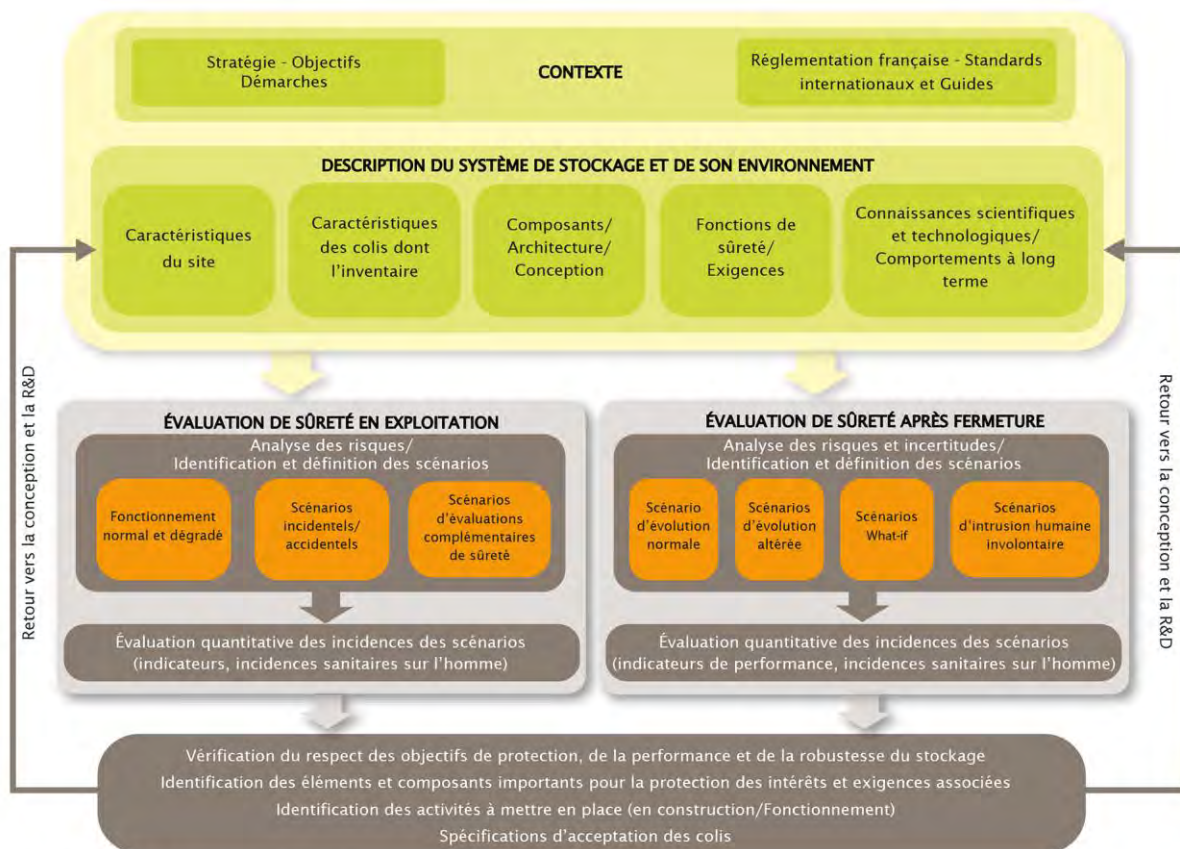 Stratégie - Objectifs
Démarches
CONTEXTE
Réglementation française - Standards
internationaux et Guides
DESCRIPTION DU SYSTÈME DE STOCKAGE ET DE SON ENVIRONNEMENT
Caractéristiques
du site
Caractéristiques
des colis dont
l'inventaire
Composants/
Architecture/
Conception
Fonctions de
sûreté/
Exigences
Connaissances scientifiques
et technologiques/
Comportements à long
terme
Retour vers la conception et la R&D
Retour vers la conception et la R&D
ÉVALUATION DE SÛRETÉ EN EXPLOITATION
Analyse des risques/
Identification et définition des scénarios
Fonctionnement
normal et dégradé
Scénarios
incidentels/
accidentels
Scénarios
d'évaluations
complémentaires
de sûreté
Évaluation quantitative des incidences des scénarios
(indicateurs, incidences sanitaires sur l'homme)
ÉVALUATION DE SÛRETÉ APRÈS FERMETURE
Analyse des risques et incertitudes/
Identification et définition des scénarios
Scénario
d'évolution
normale
Scénarios
d'évolution
altérée
Scénarios
What-if
Scénarios
d'intrusion humaine
involontaire
Évaluation quantitative des incidences des scénarios
(indicateurs de performance, incidences sanitaires sur l'homme)
Vérification du respect des objectifs de protection, de la performance et de la robustesse du stockage
Identification des éléments et composants importants pour la protection des intérêts et exigences associées
Identification des activités à mettre en place (en construction/Fonctionnement)
Spécifications d'acceptation des colis